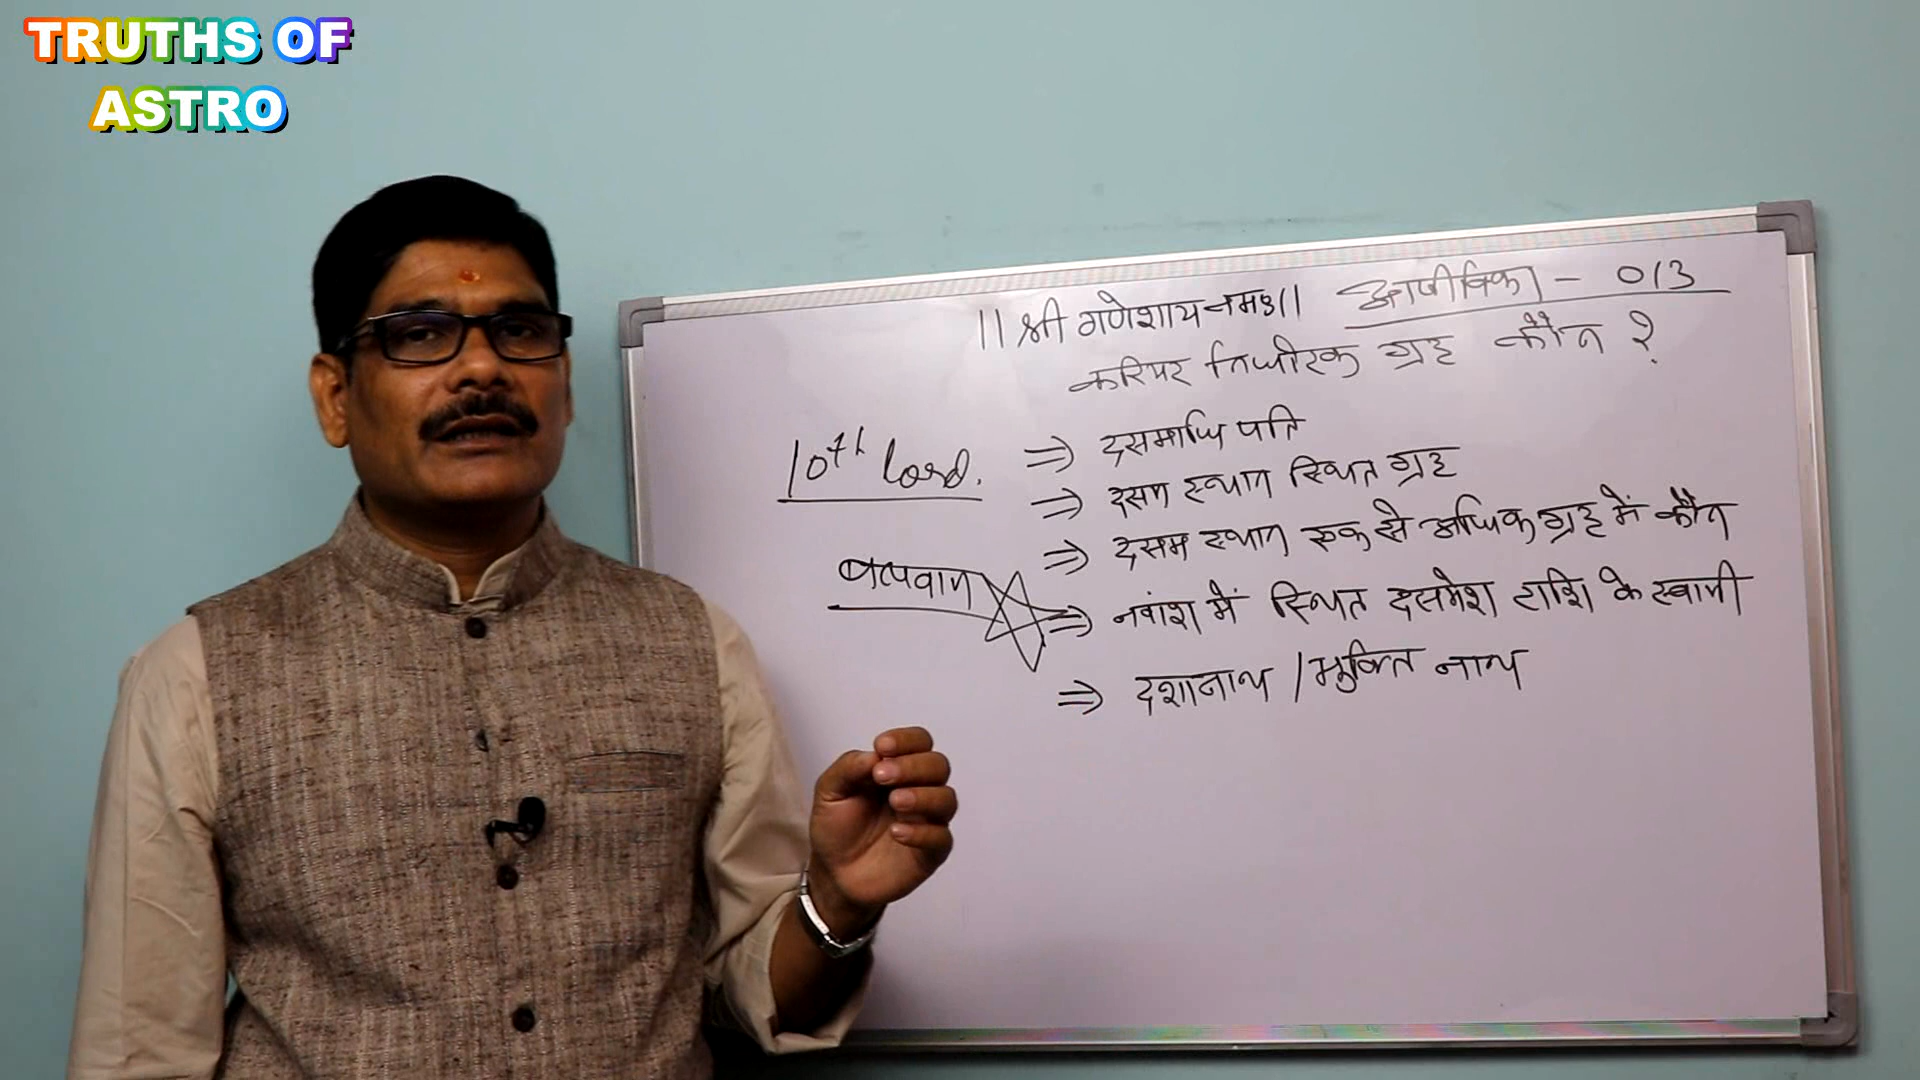 TRUTHS OF
ASTRO
।। श्री गणेशाय नमः ।। आजीविका - 013
करियर निर्धारक ग्रह कौन ?
10th Lord. ⇒ दसमाधिपति
⇒ दसम स्थान स्थित ग्रह
⇒ दसम स्थान एक से अधिक ग्रह में कौन
बलवान
⇒ नवांश में स्थित दसमेश राशि के स्वामी
⇒ दशानाथ / भुक्ति नाथ